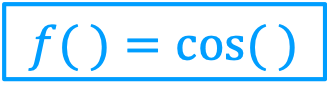 f( ) = cos( )